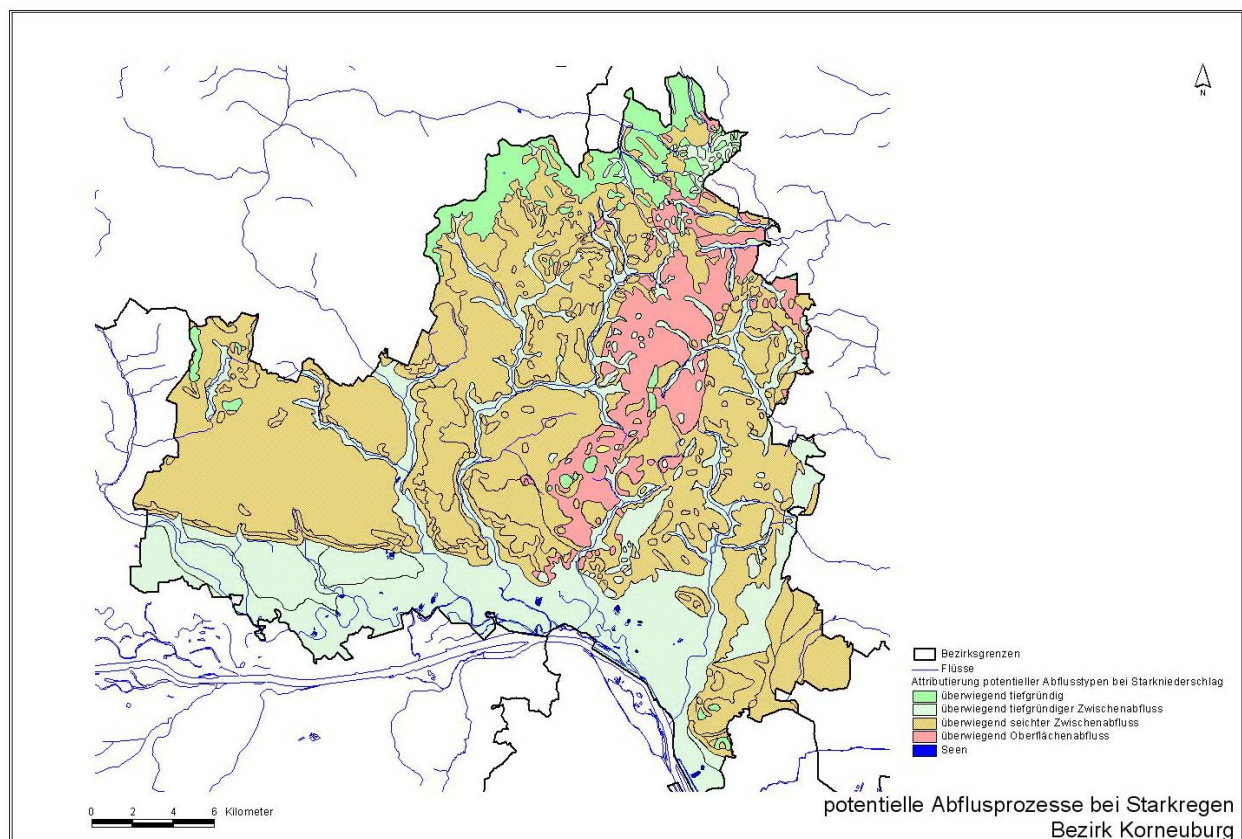 N
Bezirksgrenzen
Flüsse
Attributierung potentieller Abflusstypen bei Starkniederschlag
überwiegend tiefgründig
überwiegend tiefgründiger Zwischenabfluss
überwiegend seichter Zwischenabfluss
überwiegend Oberflächenabfluss
Seen
0 2 4 6 Kilometer
potentielle Abflusprozesse bei Starkregen
Bezirk Korneuburg